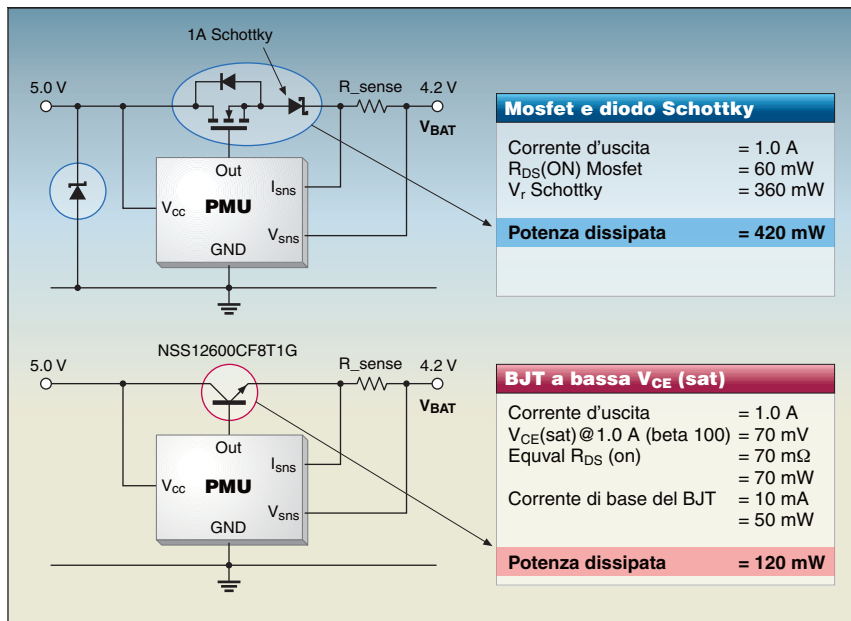 1A Schottky
5.0 V
R_sense
4.2 V
VBAT
Out
Isns
Vcc
PMU
Vsns
GND
Mosfet e diodo Schottky
Corrente d'uscita = 1.0 A
RDS(ON) Mosfet = 60 mW
Vr Schottky = 360 mW
Potenza dissipata = 420 mW
NSS12600CF8T1G
5.0 V
R_sense
4.2 V
VBAT
Out
Isns
Vcc
PMU
Vsns
GND
BJT a bassa VCE (sat)
Corrente d'uscita = 1.0 A
VCE(sat)@1.0 A (beta 100) = 70 mV
Equval RDS (on) = 70 mΩ
= 70 mW
Corrente di base del BJT = 10 mA
= 50 mW
Potenza dissipata = 120 mW